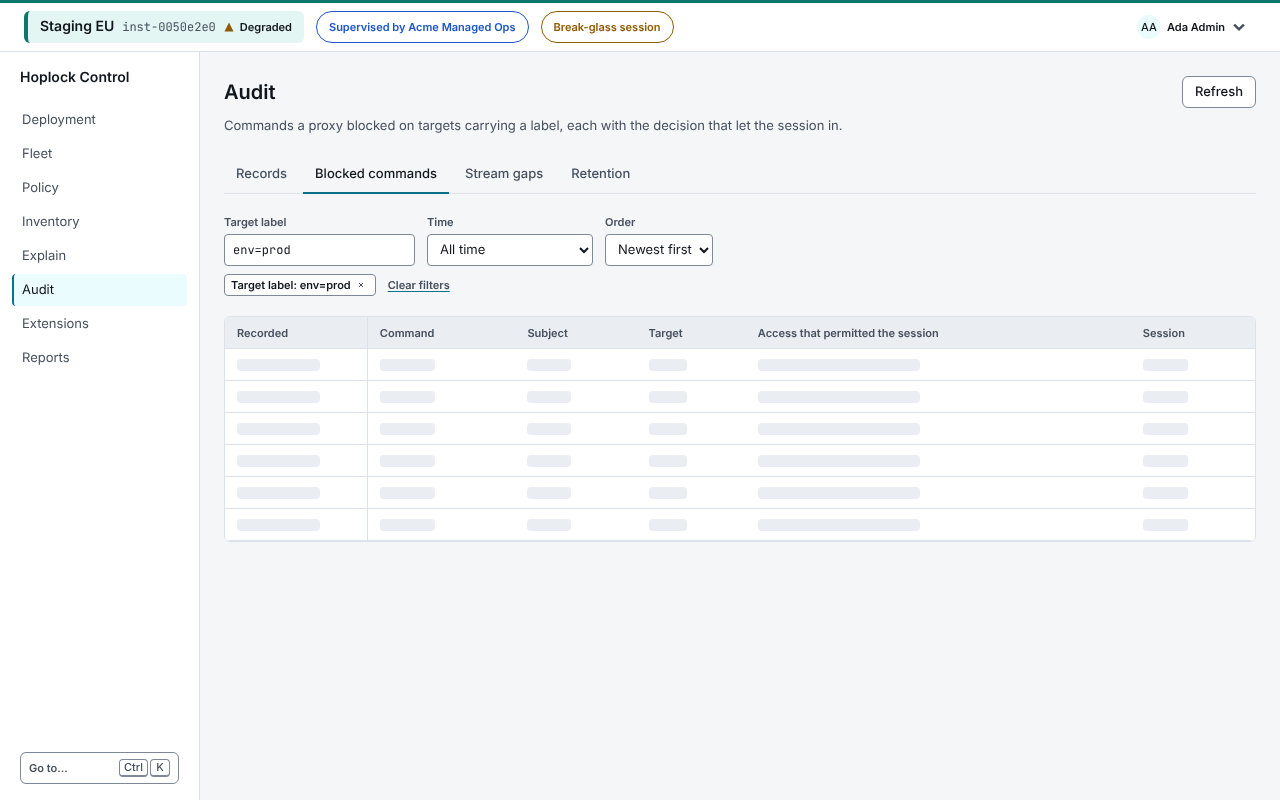 Staging EU inst-0050e2e0 Degraded Supervised by Acme Managed Ops Break-glass session AA Ada Admin
Hoplock Control
Deployment
Fleet
Policy
Inventory
Explain
Audit
Extensions
Reports
Go to... Ctrl K
Audit
Refresh
Commands a proxy blocked on targets carrying a label, each with the decision that let the session in.
Records Blocked commands Stream gaps Retention
Target label Time Order
env=prod All time Newest first
Target label: env=prod × Clear filters
Recorded Command Subject Target Access that permitted the session Session